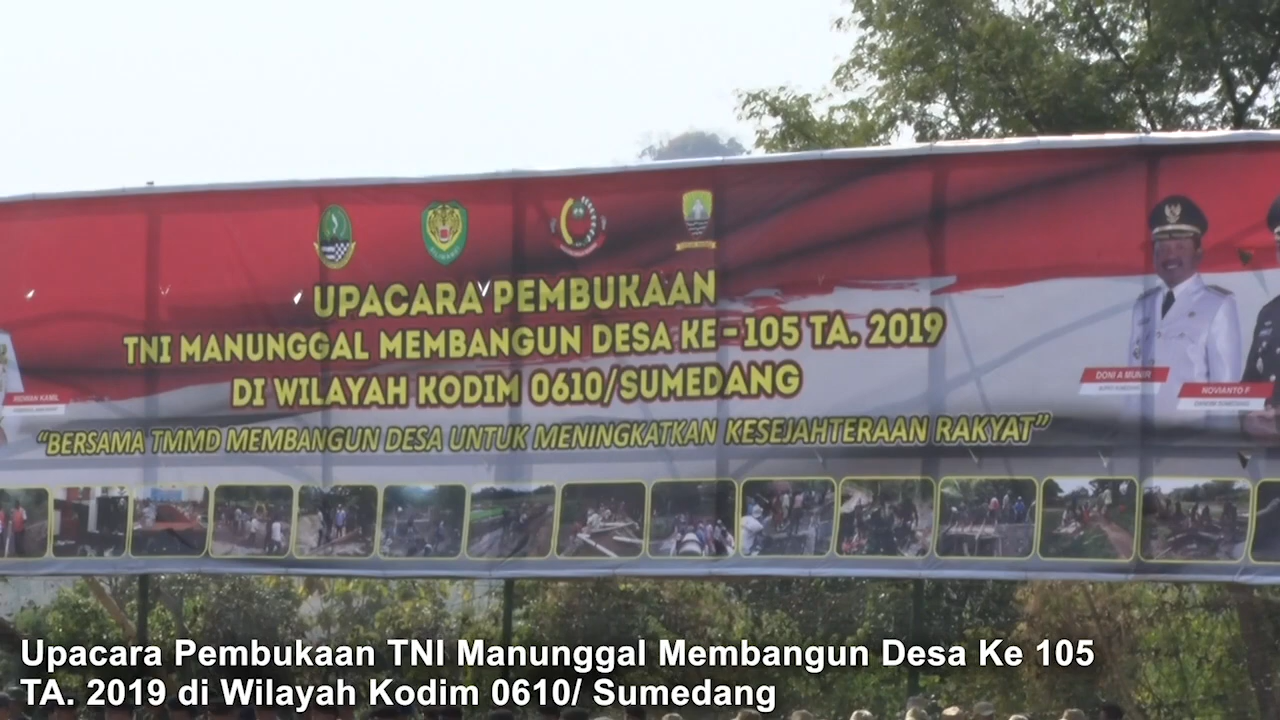 UPACARA PEMBUKAAN
TNI MANUNGGAL MEMBANGUN DESA KE-105 TA. 2019
DI WILAYAH KODIM 0610/SUMEDANG
"BERSAMA TMMD MEMBANGUN DESA UNTUK MENINGKATKAN KESEJAHTERAAN RAKYAT"
RIDWAN KAMIL
DONI A MUNIR
NOVIANTO F
Upacara Pembukaan TNI Manunggal Membangun Desa Ke 105
TA. 2019 di Wilayah Kodim 0610/ Sumedang